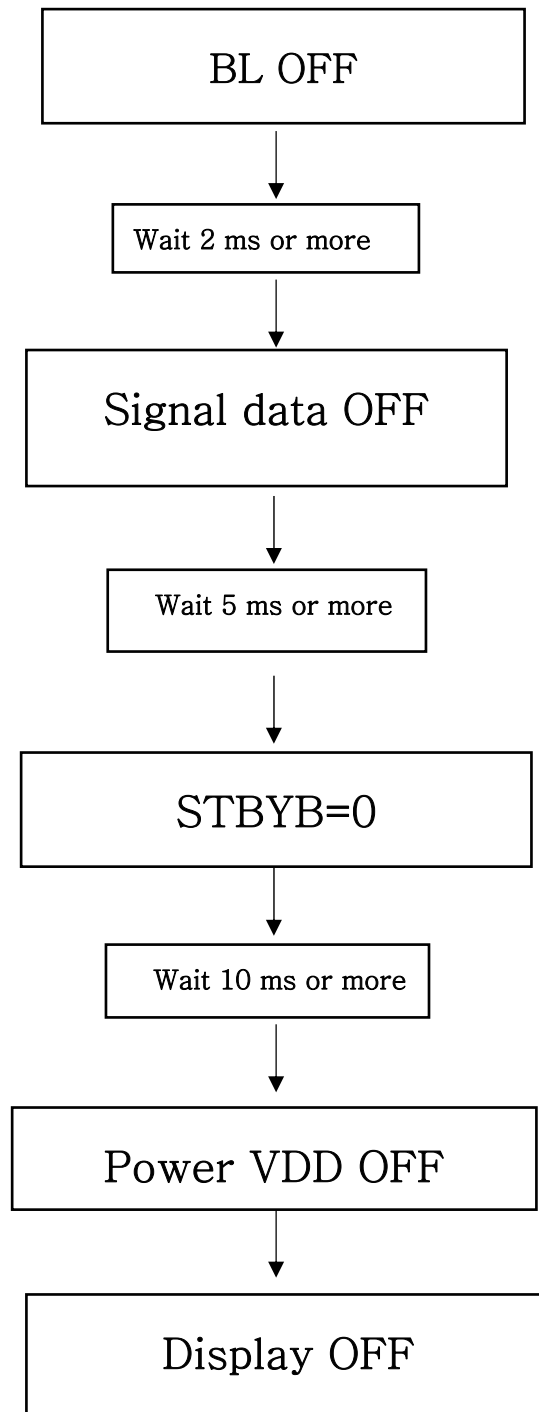 BL OFF
Wait 2 ms or more
Signal data OFF
Wait 5 ms or more
STBYB=0
Wait 10 ms or more
Power VDD OFF
Display OFF